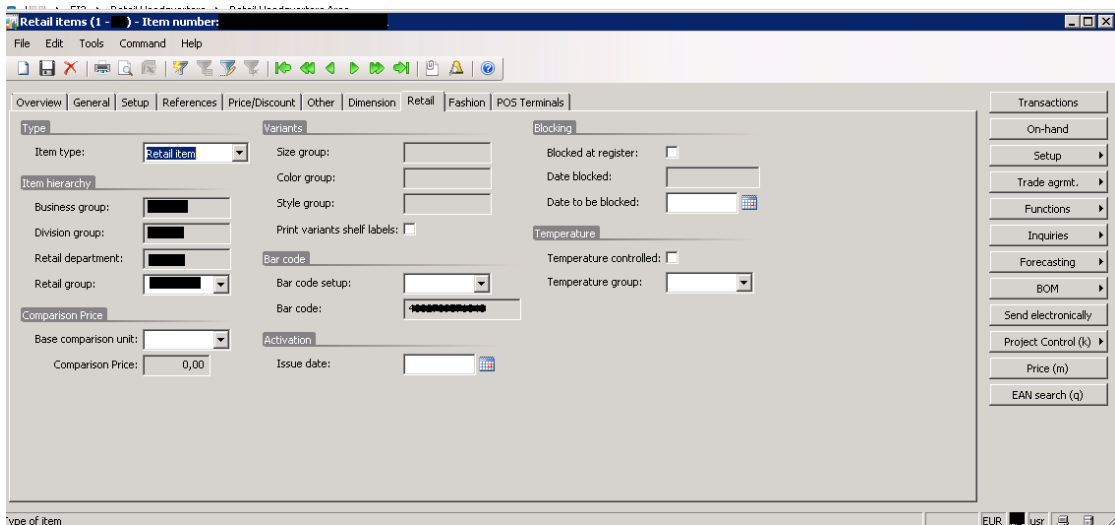 Retail items (1 - ) - Item number:
File Edit Tools Command Help
Overview General Setup References Price/Discount Other Dimension Retail Fashion POS Terminals
Type
Item type: Retail item
Item hierarchy
Business group:
Division group:
Retail department:
Retail group:
Comparison Price
Base comparison unit:
Comparison Price: 0,00
Variants
Size group:
Color group:
Style group:
Print variants shelf labels:
Bar code
Bar code setup:
Bar code:
Activation
Issue date:
Blocking
Blocked at register:
Date blocked:
Date to be blocked:
Temperature
Temperature controlled:
Temperature group:
Transactions
On-hand
Setup
Trade agrmt.
Functions
Inquiries
Forecasting
BOM
Send electronically
Project Control (k)
Price (m)
EAN search (q)
Type of item
EUR usr